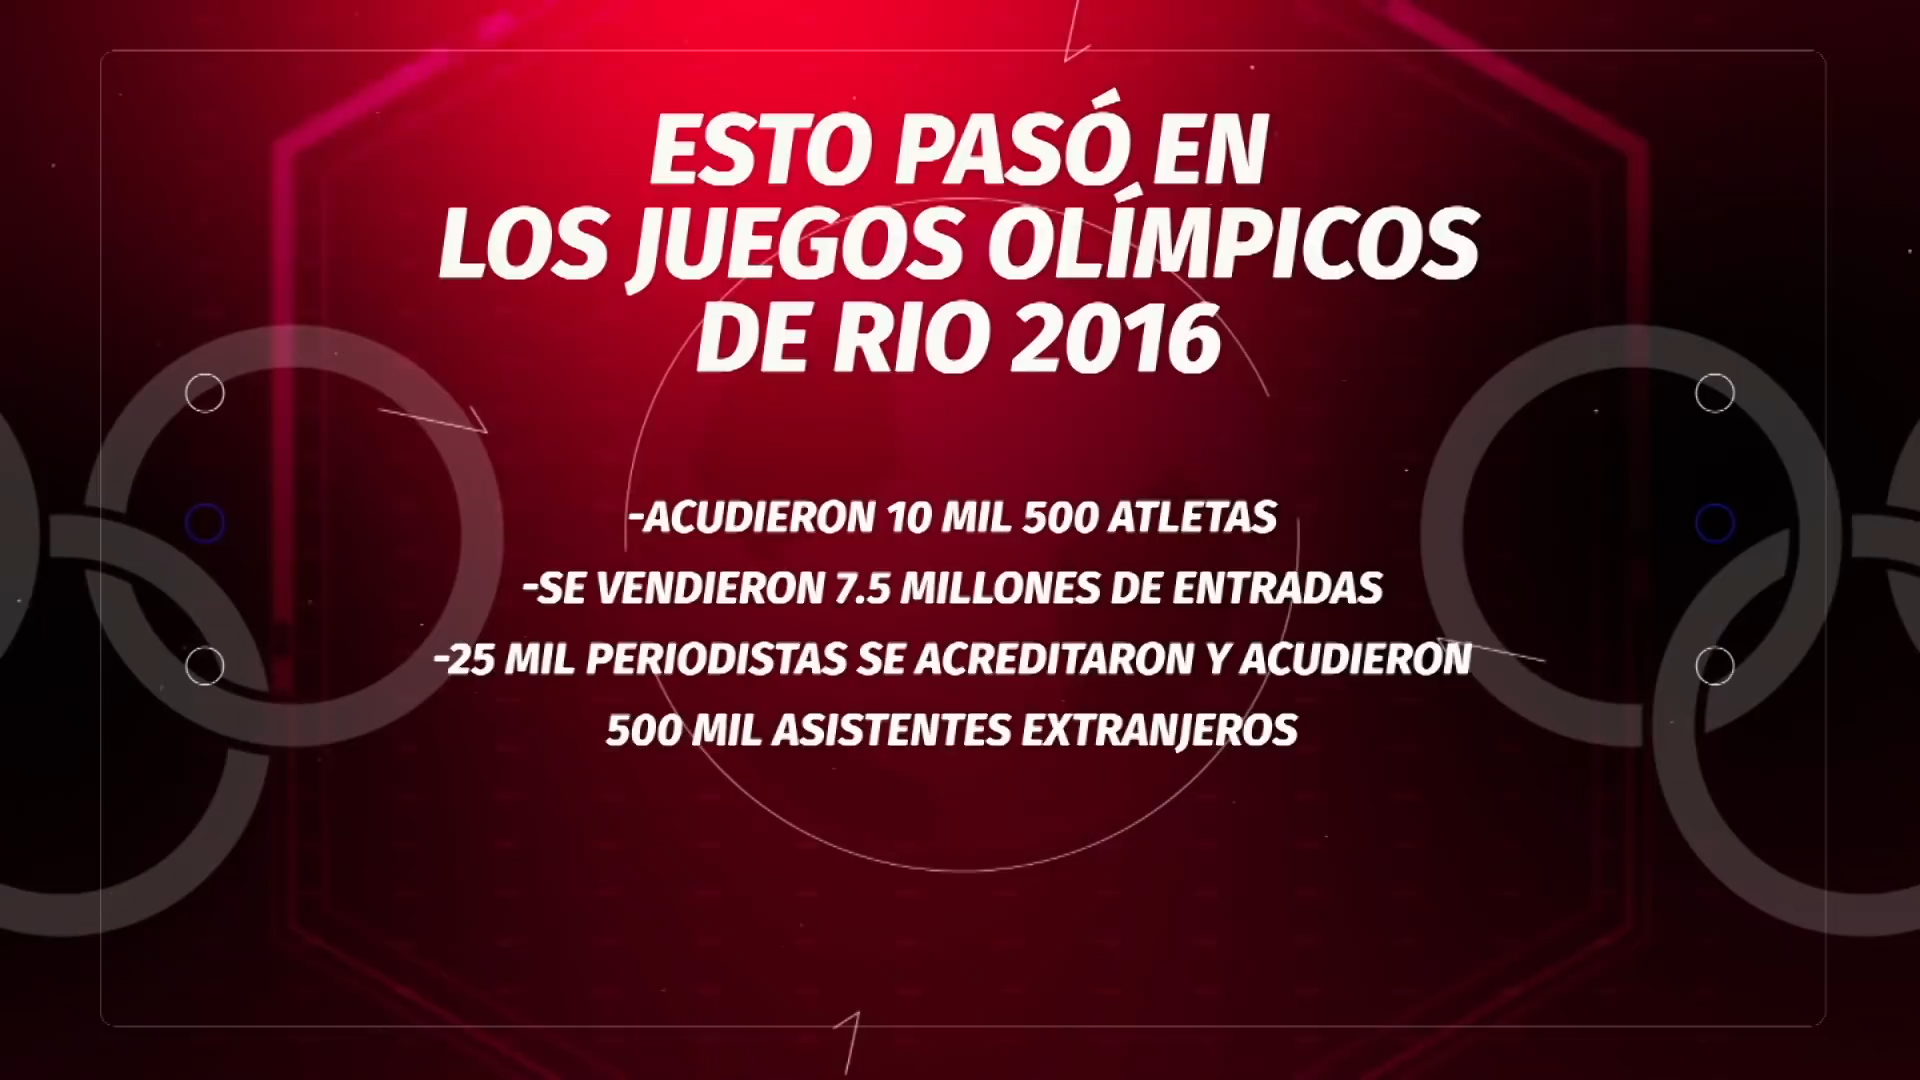 ESTO PASÓ EN
LOS JUEGOS OLÍMPICOS
DE RIO 2016
-ACUDIERON 10 MIL 500 ATLETAS
-SE VENDIERON 7.5 MILLONES DE ENTRADAS
-25 MIL PERIODISTAS SE ACREDITARON Y ACUDIERON
500 MIL ASISTENTES EXTRANJEROS